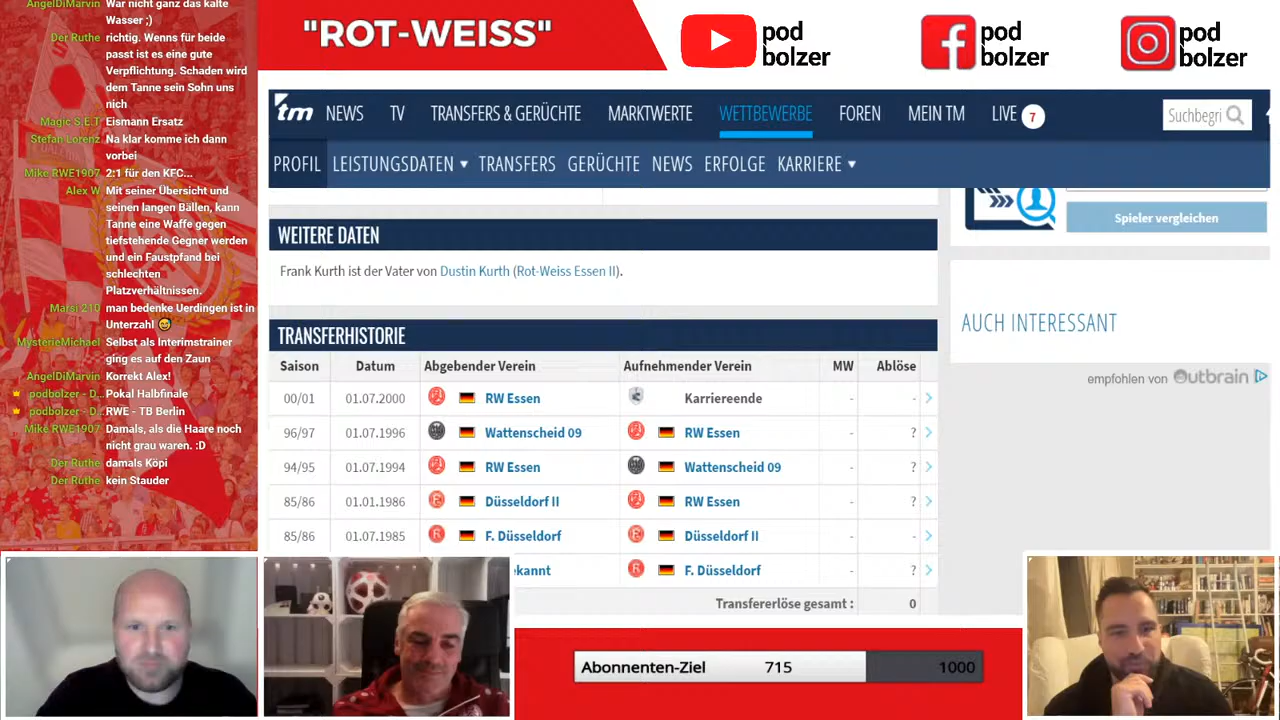 AngelDiMarvin War nicht ganz das kalte
Wasser ;)
Der Ruthe richtig. Wenns für beide
passt ist es eine gute
Verpflichtung. Schaden wird
dem Tanne sein Sohn uns
nich
Magic S.E.T Eismann Ersatz
Stefan Lorenz Na klar komme ich dann
vorbei
Mike RWE1907 2:1 für den KFC...
Alex W Mit seiner Übersicht und
seinen langen Bällen, kann
Tanne eine Waffe gegen
tiefstehende Gegner werden
und ein Faustpfand bei
schlechten
Platzverhältnissen.
Marsi 210 man bedenke Uerdingen ist in
Unterzahl 😅
MysterieMichael Selbst als Interimstrainer
ging es auf den Zaun
AngelDiMarvin Korrekt Alex!
podbolzer - D... Pokal Halbfinale
podbolzer - D... RWE - TB Berlin
Mike RWE1907 Damals, als die Haare noch
nicht grau waren. :D
Der Ruthe damals Köpi
Der Ruthe kein Stauder
"ROT-WEISS"
pod
bolzer
pod
bolzer
pod
bolzer
tm NEWS TV TRANSFERS & GERÜCHTE MARKTWERTE WETTBEWERBE FOREN MEIN TM LIVE 7 Suchbegri
PROFIL LEISTUNGSDATEN TRANSFERS GERÜCHTE NEWS ERFOLGE KARRIERE
Spieler vergleichen
WEITERE DATEN
Frank Kurth ist der Vater von Dustin Kurth (Rot-Weiss Essen II).
AUCH INTERESSANT
empfohlen von Outbrain
TRANSFERHISTORIE
Saison Datum Abgebender Verein Aufnehmender Verein MW Ablöse
00/01 01.07.2000 RW Essen Karriereende - -
96/97 01.07.1996 Wattenscheid 09 RW Essen - ?
94/95 01.07.1994 RW Essen Wattenscheid 09 - ?
85/86 01.01.1986 Düsseldorf II RW Essen - ?
85/86 01.07.1985 F. Düsseldorf Düsseldorf II - ?
ekannt F. Düsseldorf - ?
Transfererlöse gesamt : 0
Abonnenten-Ziel 715 1000